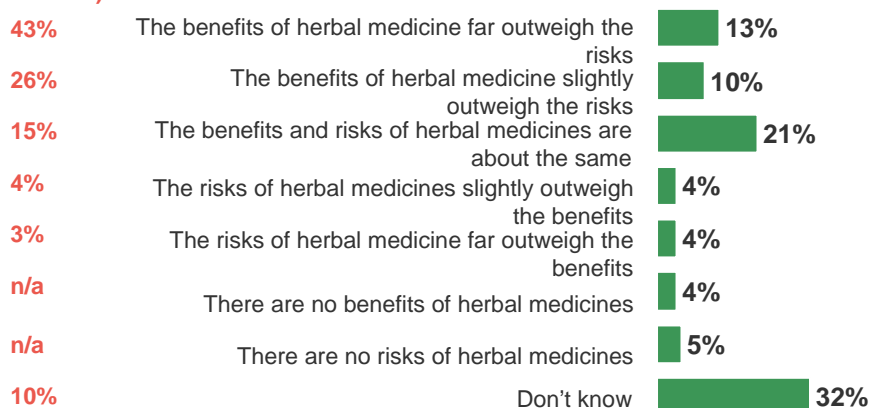 43%
The benefits of herbal medicine far outweigh the
risks
13%
26%
The benefits of herbal medicine slightly
outweigh the risks
10%
15%
The benefits and risks of herbal medicines are
about the same
21%
4%
The risks of herbal medicines slightly outweigh
the benefits
4%
3%
The risks of herbal medicine far outweigh the
benefits
4%
n/a
There are no benefits of herbal medicines
4%
n/a
There are no risks of herbal medicines
5%
10%
Don’t know
32%